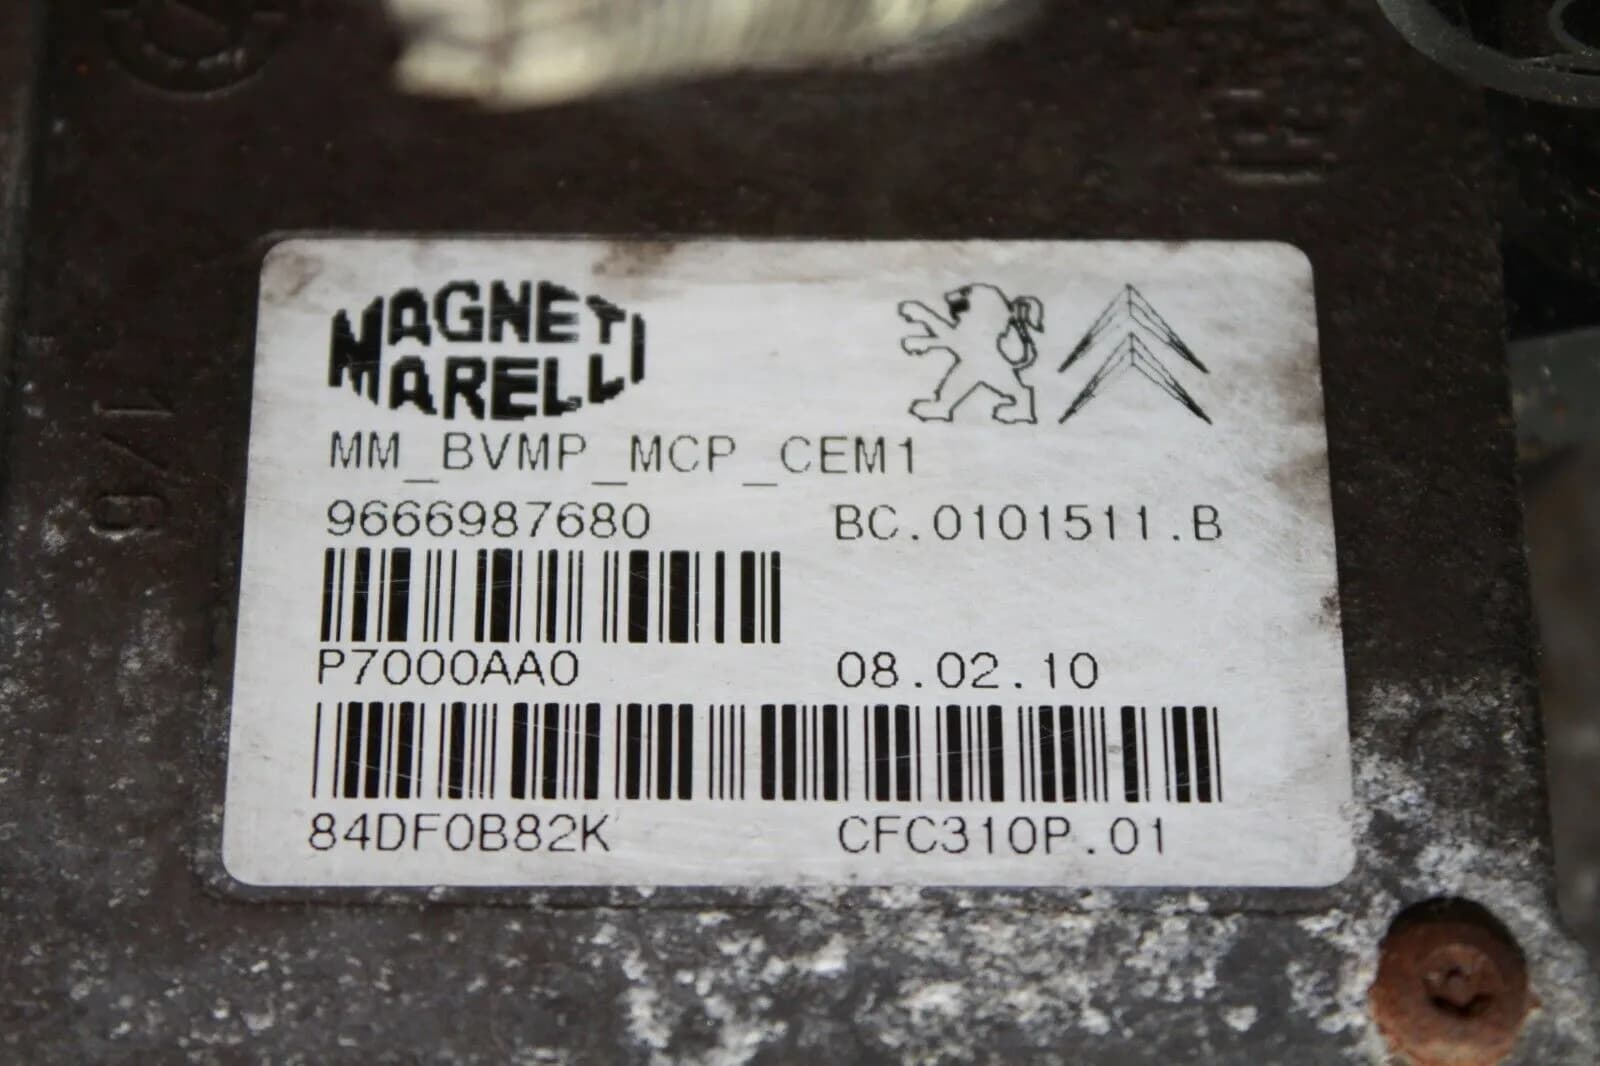 MAGNETI
MARELLI
MM_BVMP_MCP_CEM1
9666987680 BC.0101511.B
P7000AA0 08.02.10
84DF0B82K CFC310P.01